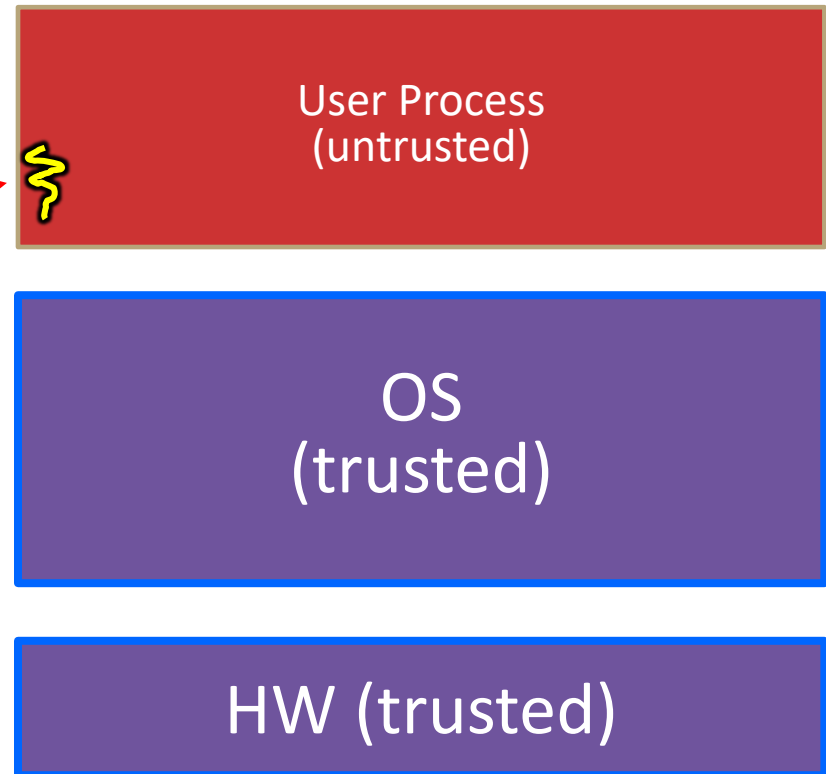 User Process
(untrusted)
OS
(trusted)
HW (trusted)